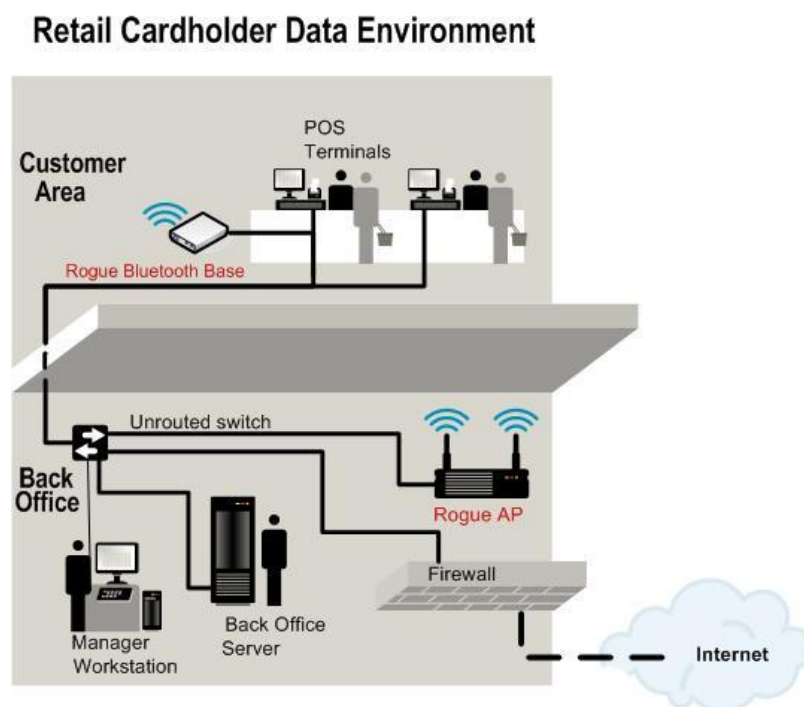 Retail Cardholder Data Environment
POS
Terminals
Customer
Area
Rogue Bluetooth Base
Unrouted switch
Back
Office
Rogue AP
Firewall
Manager
Workstation
Back Office
Server
Internet